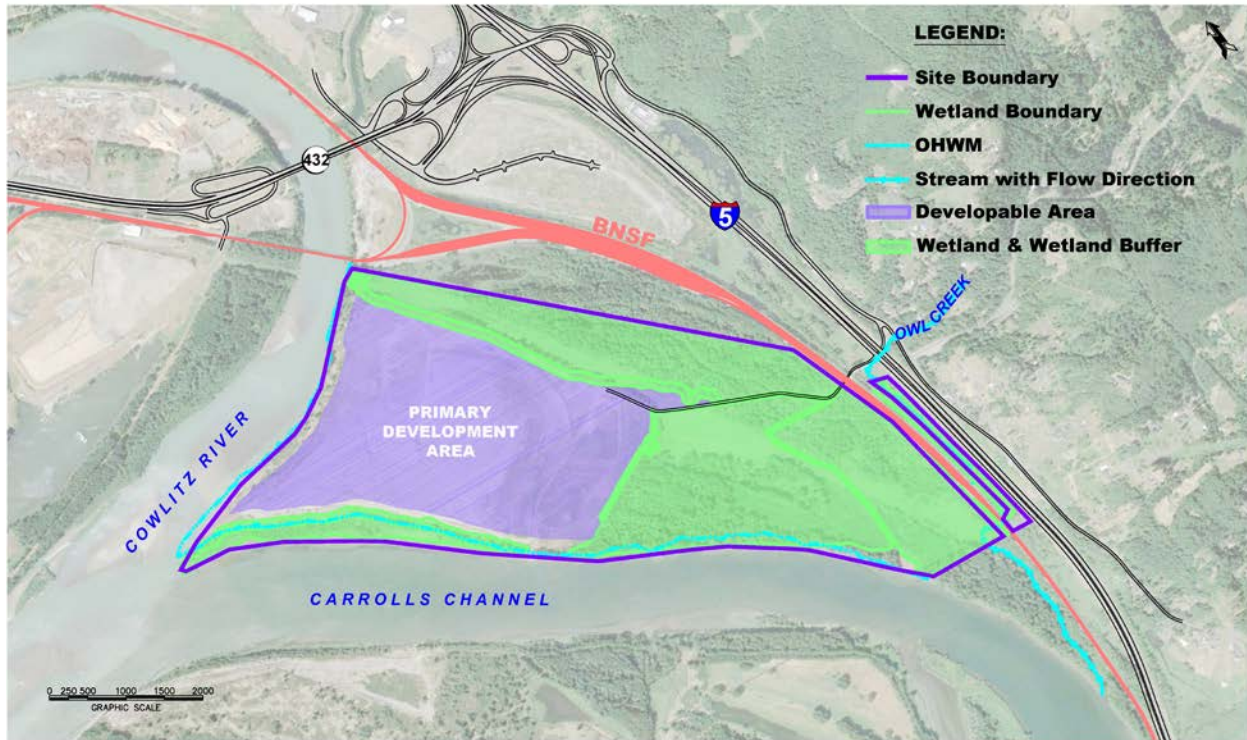 LEGEND:
Site Boundary
Wetland Boundary
OHWM
Stream with Flow Direction
Developable Area
Wetland & Wetland Buffer
432
5
BNSF
OWL CREEK
PRIMARY
DEVELOPMENT
AREA
COWLITZ RIVER
CARROLLS CHANNEL
0 250 500 1000 1500 2000
GRAPHIC SCALE